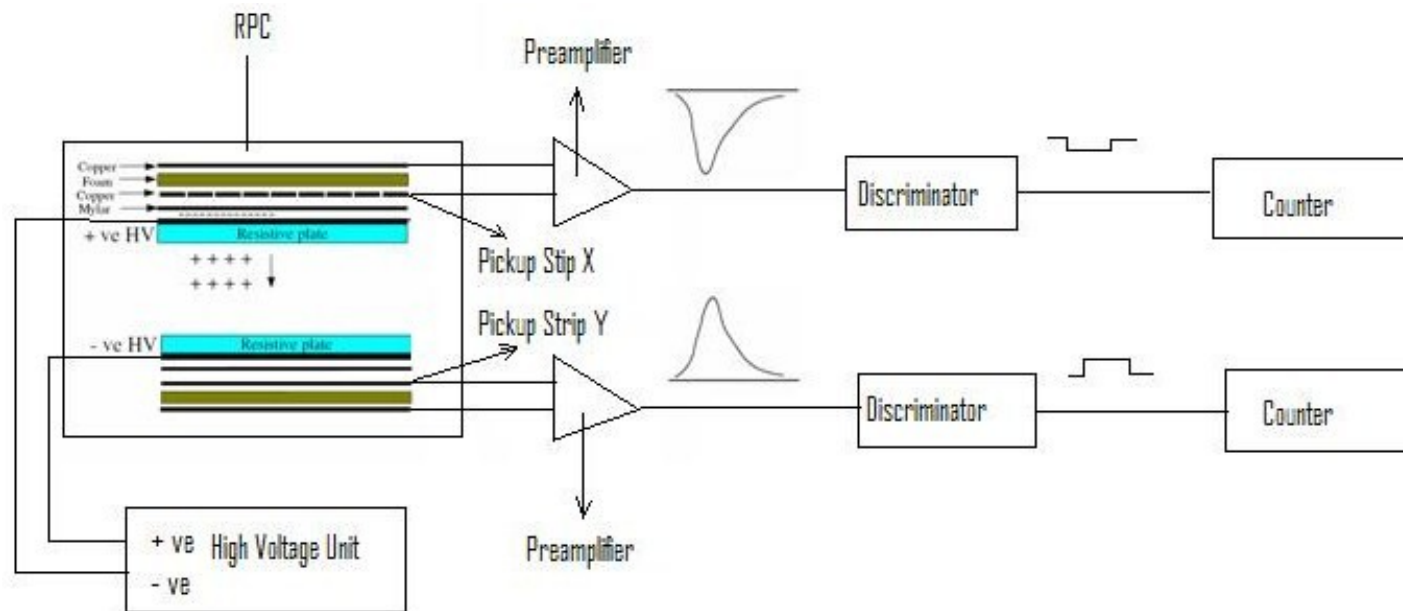 RPC
Preamplifier
Copper
Foam
Copper
Mylar
+ ve HV
Resistive plate
+ + + +
+ + + +
Discriminator
Counter
Pickup Stip X
Pickup Strip Y
- ve HV
Resistive plate
Discriminator
Counter
+ ve High Voltage Unit
- ve
Preamplifier